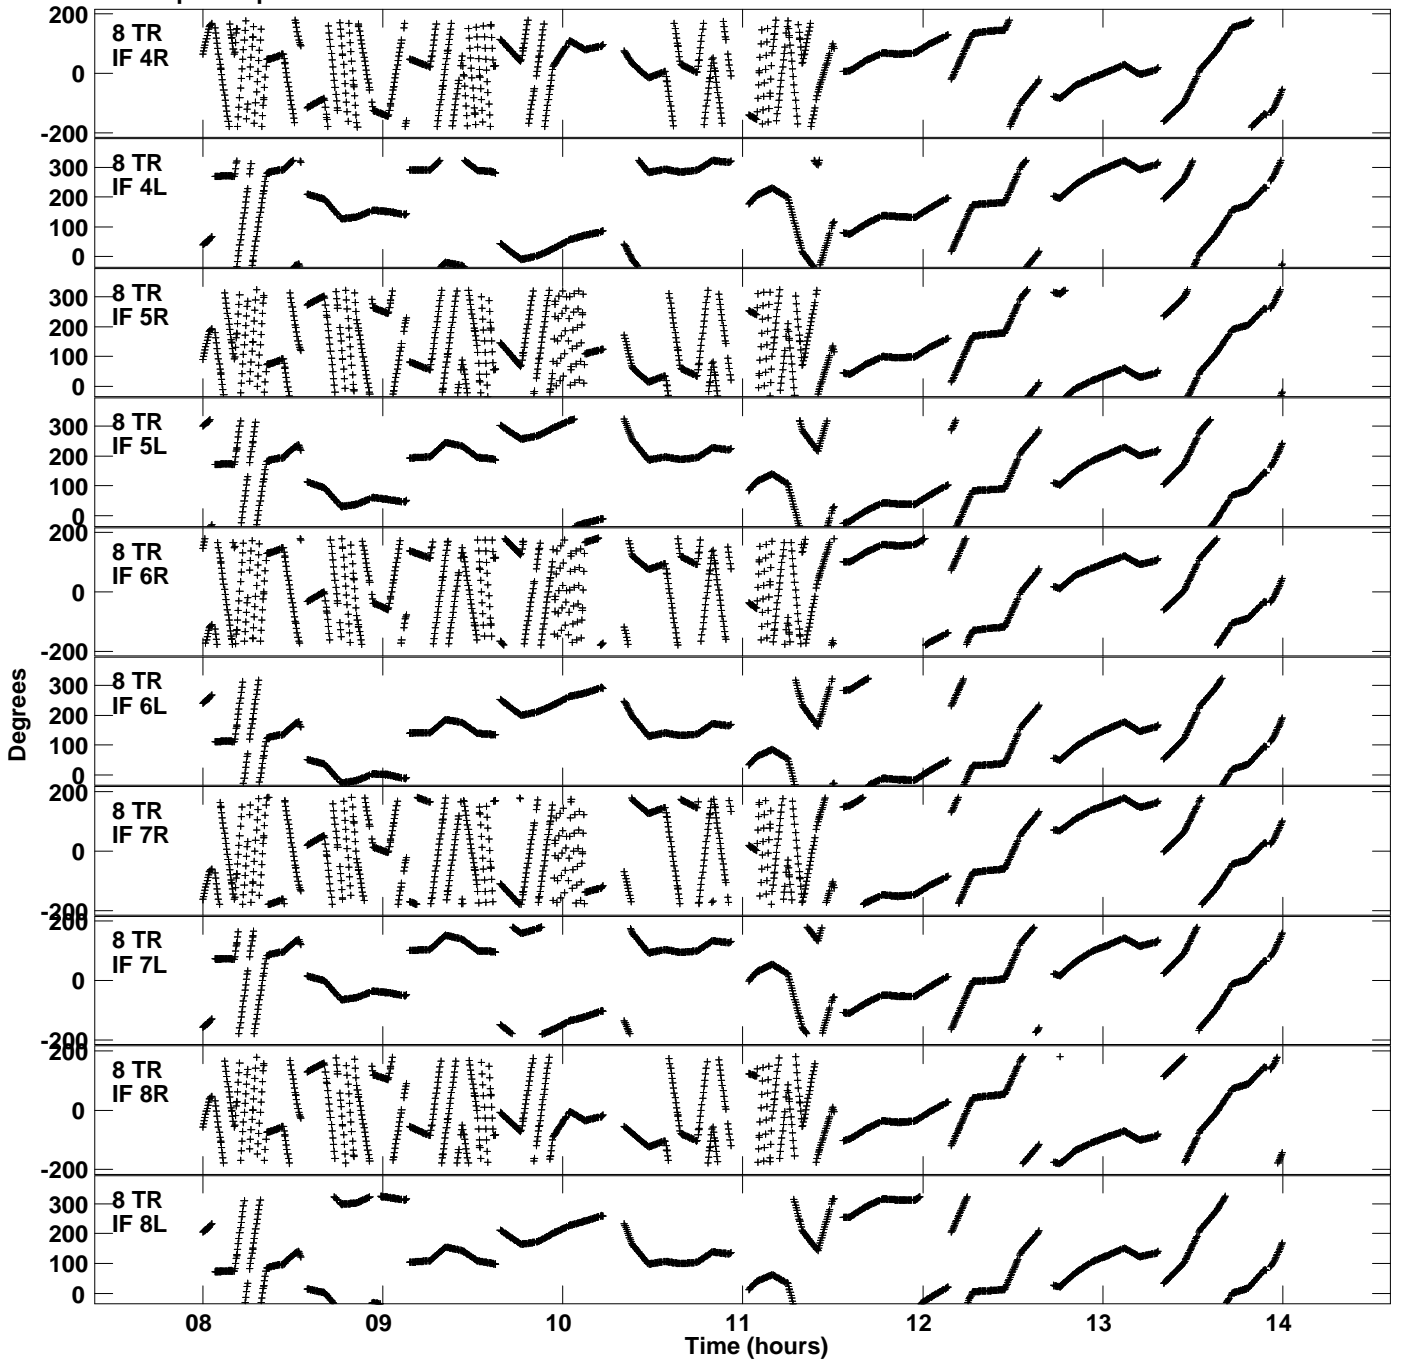 200
8 TR
IF 4R
0
-200
8 TR
300
IF 4L
200
100
0
8 TR
300
IF 5R
200
100
0
8 TR
300
IF 5L
200
100
0
200
8 TR
IF 6R
0
-200
8 TR
300
IF 6L
200
100
0
200
8 TR
IF 7R
0
-200
200
8 TR
IF 7L
0
-200
200
8 TR
IF 8R
0
-200
8 TR
300
IF 8L
200
100
0
Degrees
08 09 10 11 12 13 14
Time (hours)